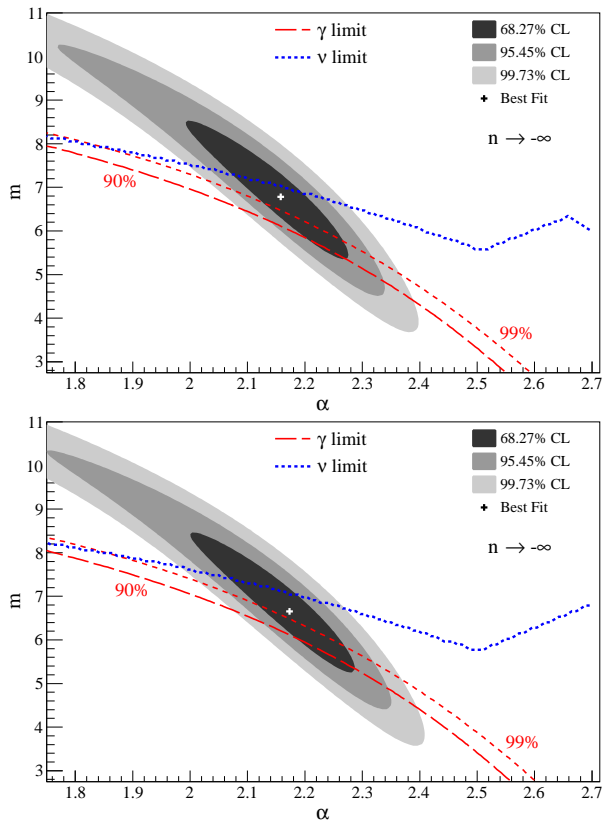 11
γ limit
ν limit
68.27% CL
95.45% CL
99.73% CL
Best Fit
n → -∞
10
9
8
7
6
5
4
3
m
90%
99%
1.8 1.9 2 2.1 2.2 2.3 2.4 2.5 2.6 2.7
α
11
γ limit
ν limit
68.27% CL
95.45% CL
99.73% CL
Best Fit
n → -∞
10
9
8
7
6
5
4
3
m
90%
99%
1.8 1.9 2 2.1 2.2 2.3 2.4 2.5 2.6 2.7
α